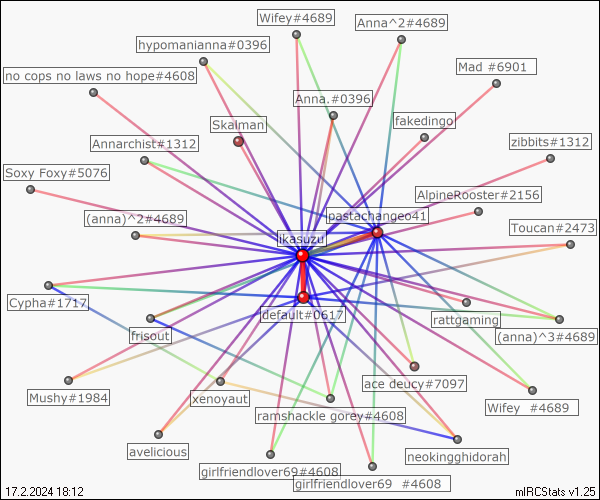 Wifey#4689
Anna^2#4689
hypomanianna#0396
no cops no laws no hope#4608
Mad #6901
Anna.#0396
Skalman
fakedingo
Annarchist#1312
zibbits#1312
Soxy Foxy#5076
AlpineRooster#2156
(anna)^2#4689
pastachangeo41
Toucan#2473
ikasuzu
Cypha#1717
default#0617
rattgaming
frisout
(anna)^3#4689
Mushy#1984
xenoyaut
ace deucy#7097
ramshackle gorey#4608
Wifey #4689
avelicious
neokingghidorah
girlfriendlover69#4608
girlfriendlover69 #4608
17.2.2024 18:12
mIRCStats v1.25